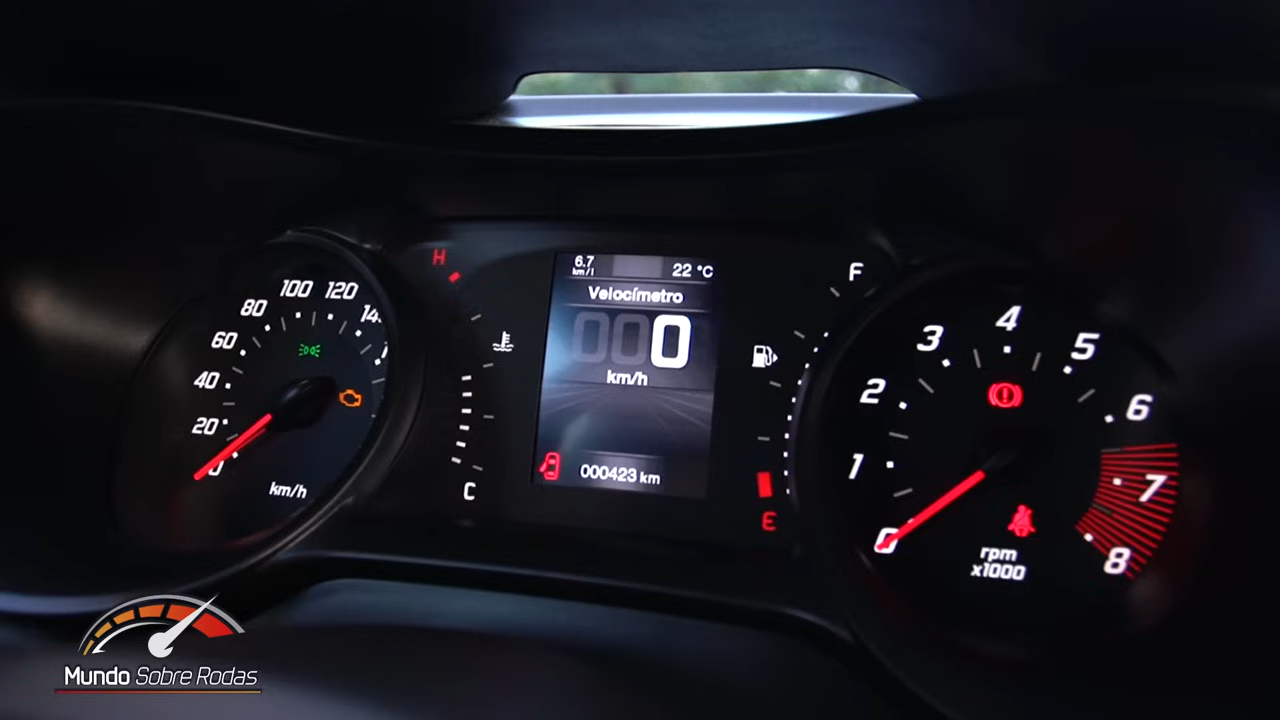 6.7
km/l
22 °C
Velocímetro
000
km/h
000423 km
H
C
F
E
0
20
40
60
80
100
120
km/h
0
1
2
3
4
5
6
7
8
rpm
x1000
Mundo Sobre Rodas